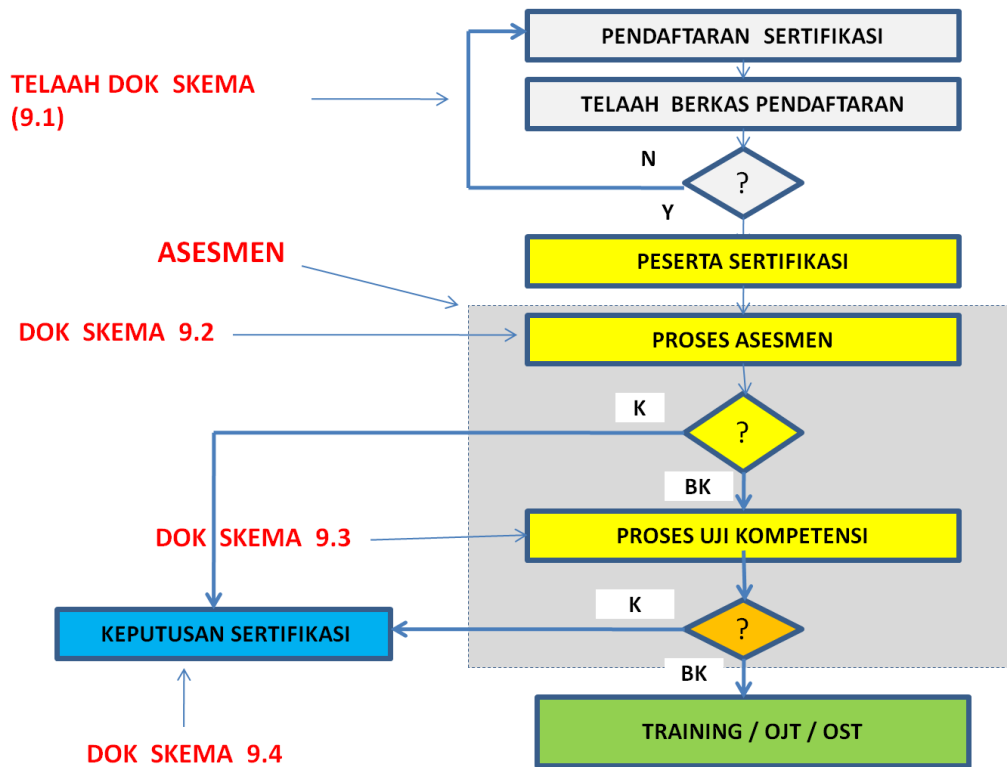 PENDAFTARAN SERTIFIKASI
TELAAH DOK SKEMA
(9.1)
TELAAH BERKAS PENDAFTARAN
N
?
Y
ASESMEN
PESERTA SERTIFIKASI
DOK SKEMA 9.2
PROSES ASESMEN
K
?
BK
DOK SKEMA 9.3
PROSES UJI KOMPETENSI
K
?
KEPUTUSAN SERTIFIKASI
BK
TRAINING / OJT / OST
DOK SKEMA 9.4